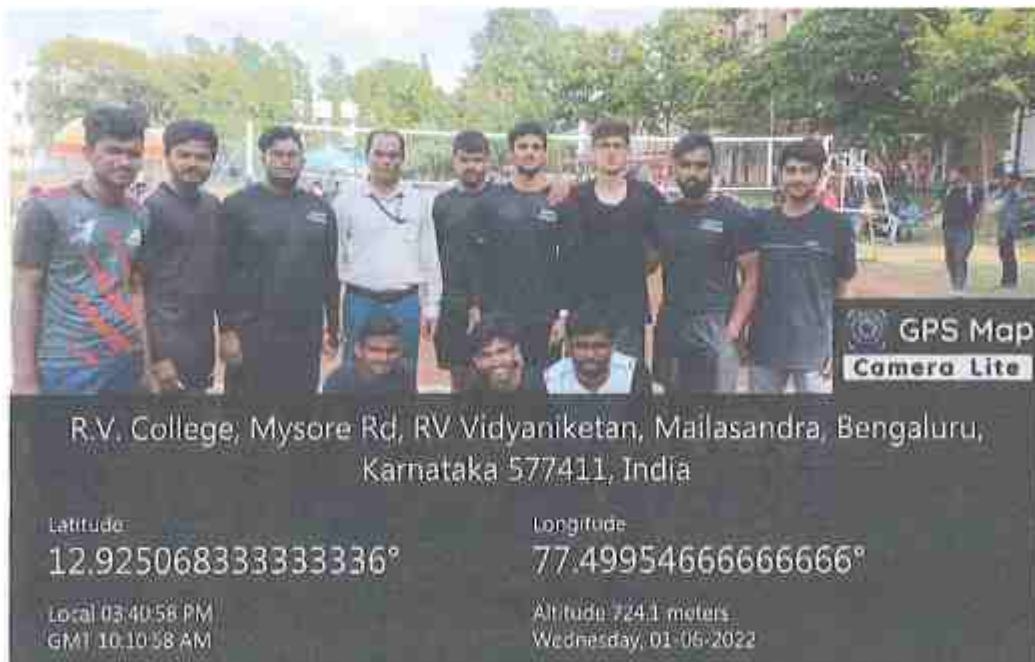 GPS Map
Camera Lite
R.V. College, Mysore Rd, RV Vidyaniketan, Mailasandra, Bengaluru,
Karnataka 577411, India
Latitude
12.925068333333336°
Longitude
77.49954666666666°
Local 03:40:58 PM
GMT 10:10:58 AM
Altitude 724.1 meters
Wednesday, 01-06-2022